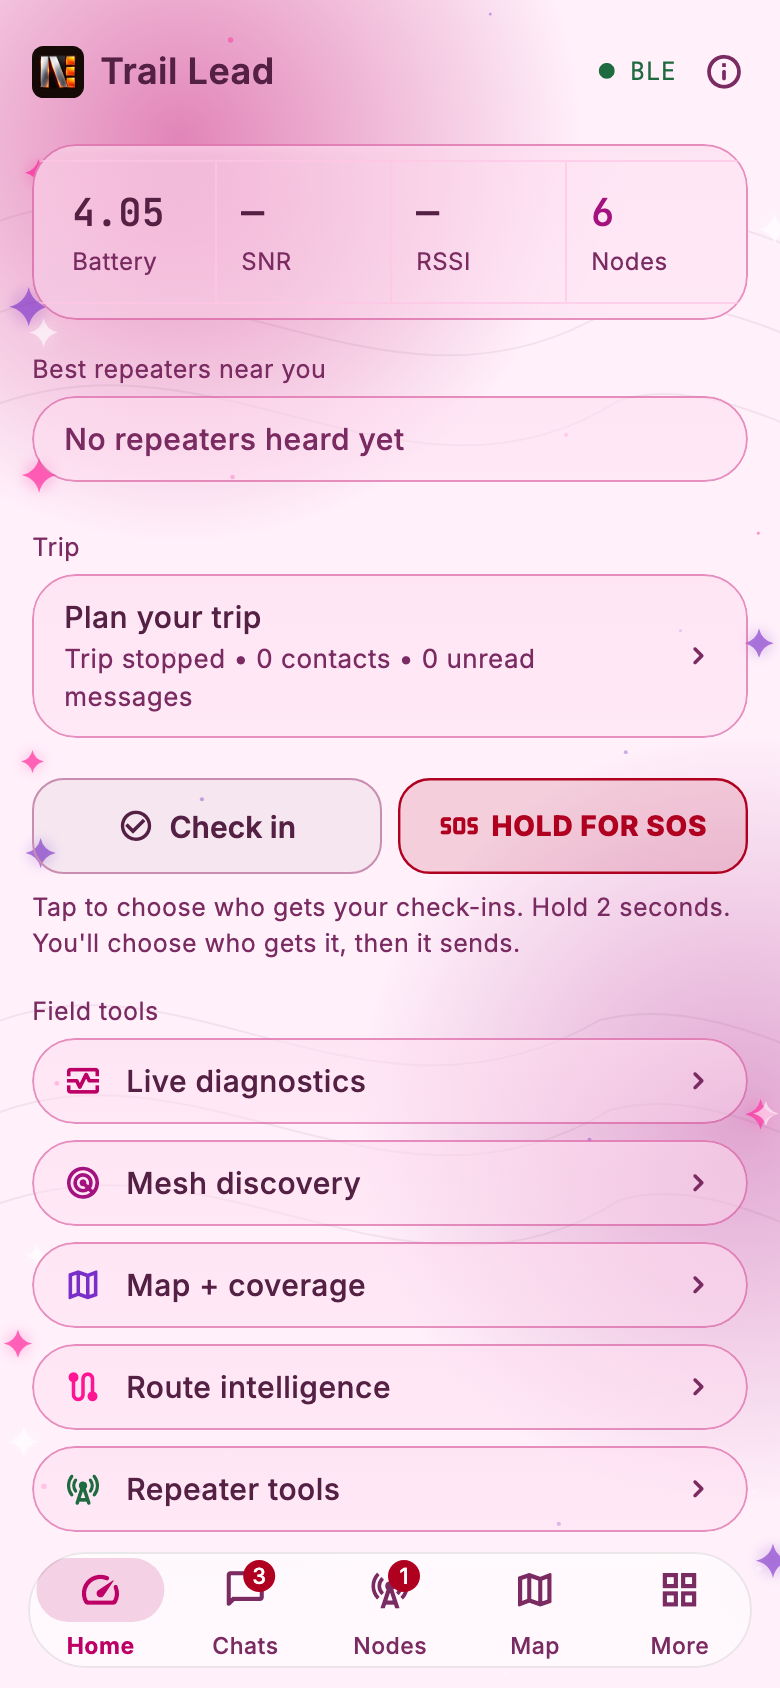 Trail Lead
BLE
4.05
–
–
6
Battery
SNR
RSSI
Nodes
Best repeaters near you
No repeaters heard yet
Trip
Plan your trip
Trip stopped • 0 contacts • 0 unread
messages
Check in
SOS HOLD FOR SOS
Tap to choose who gets your check-ins. Hold 2 seconds.
You'll choose who gets it, then it sends.
Field tools
Live diagnostics
Mesh discovery
Map + coverage
Route intelligence
Repeater tools
3
1
Home
Chats
Nodes
Map
More